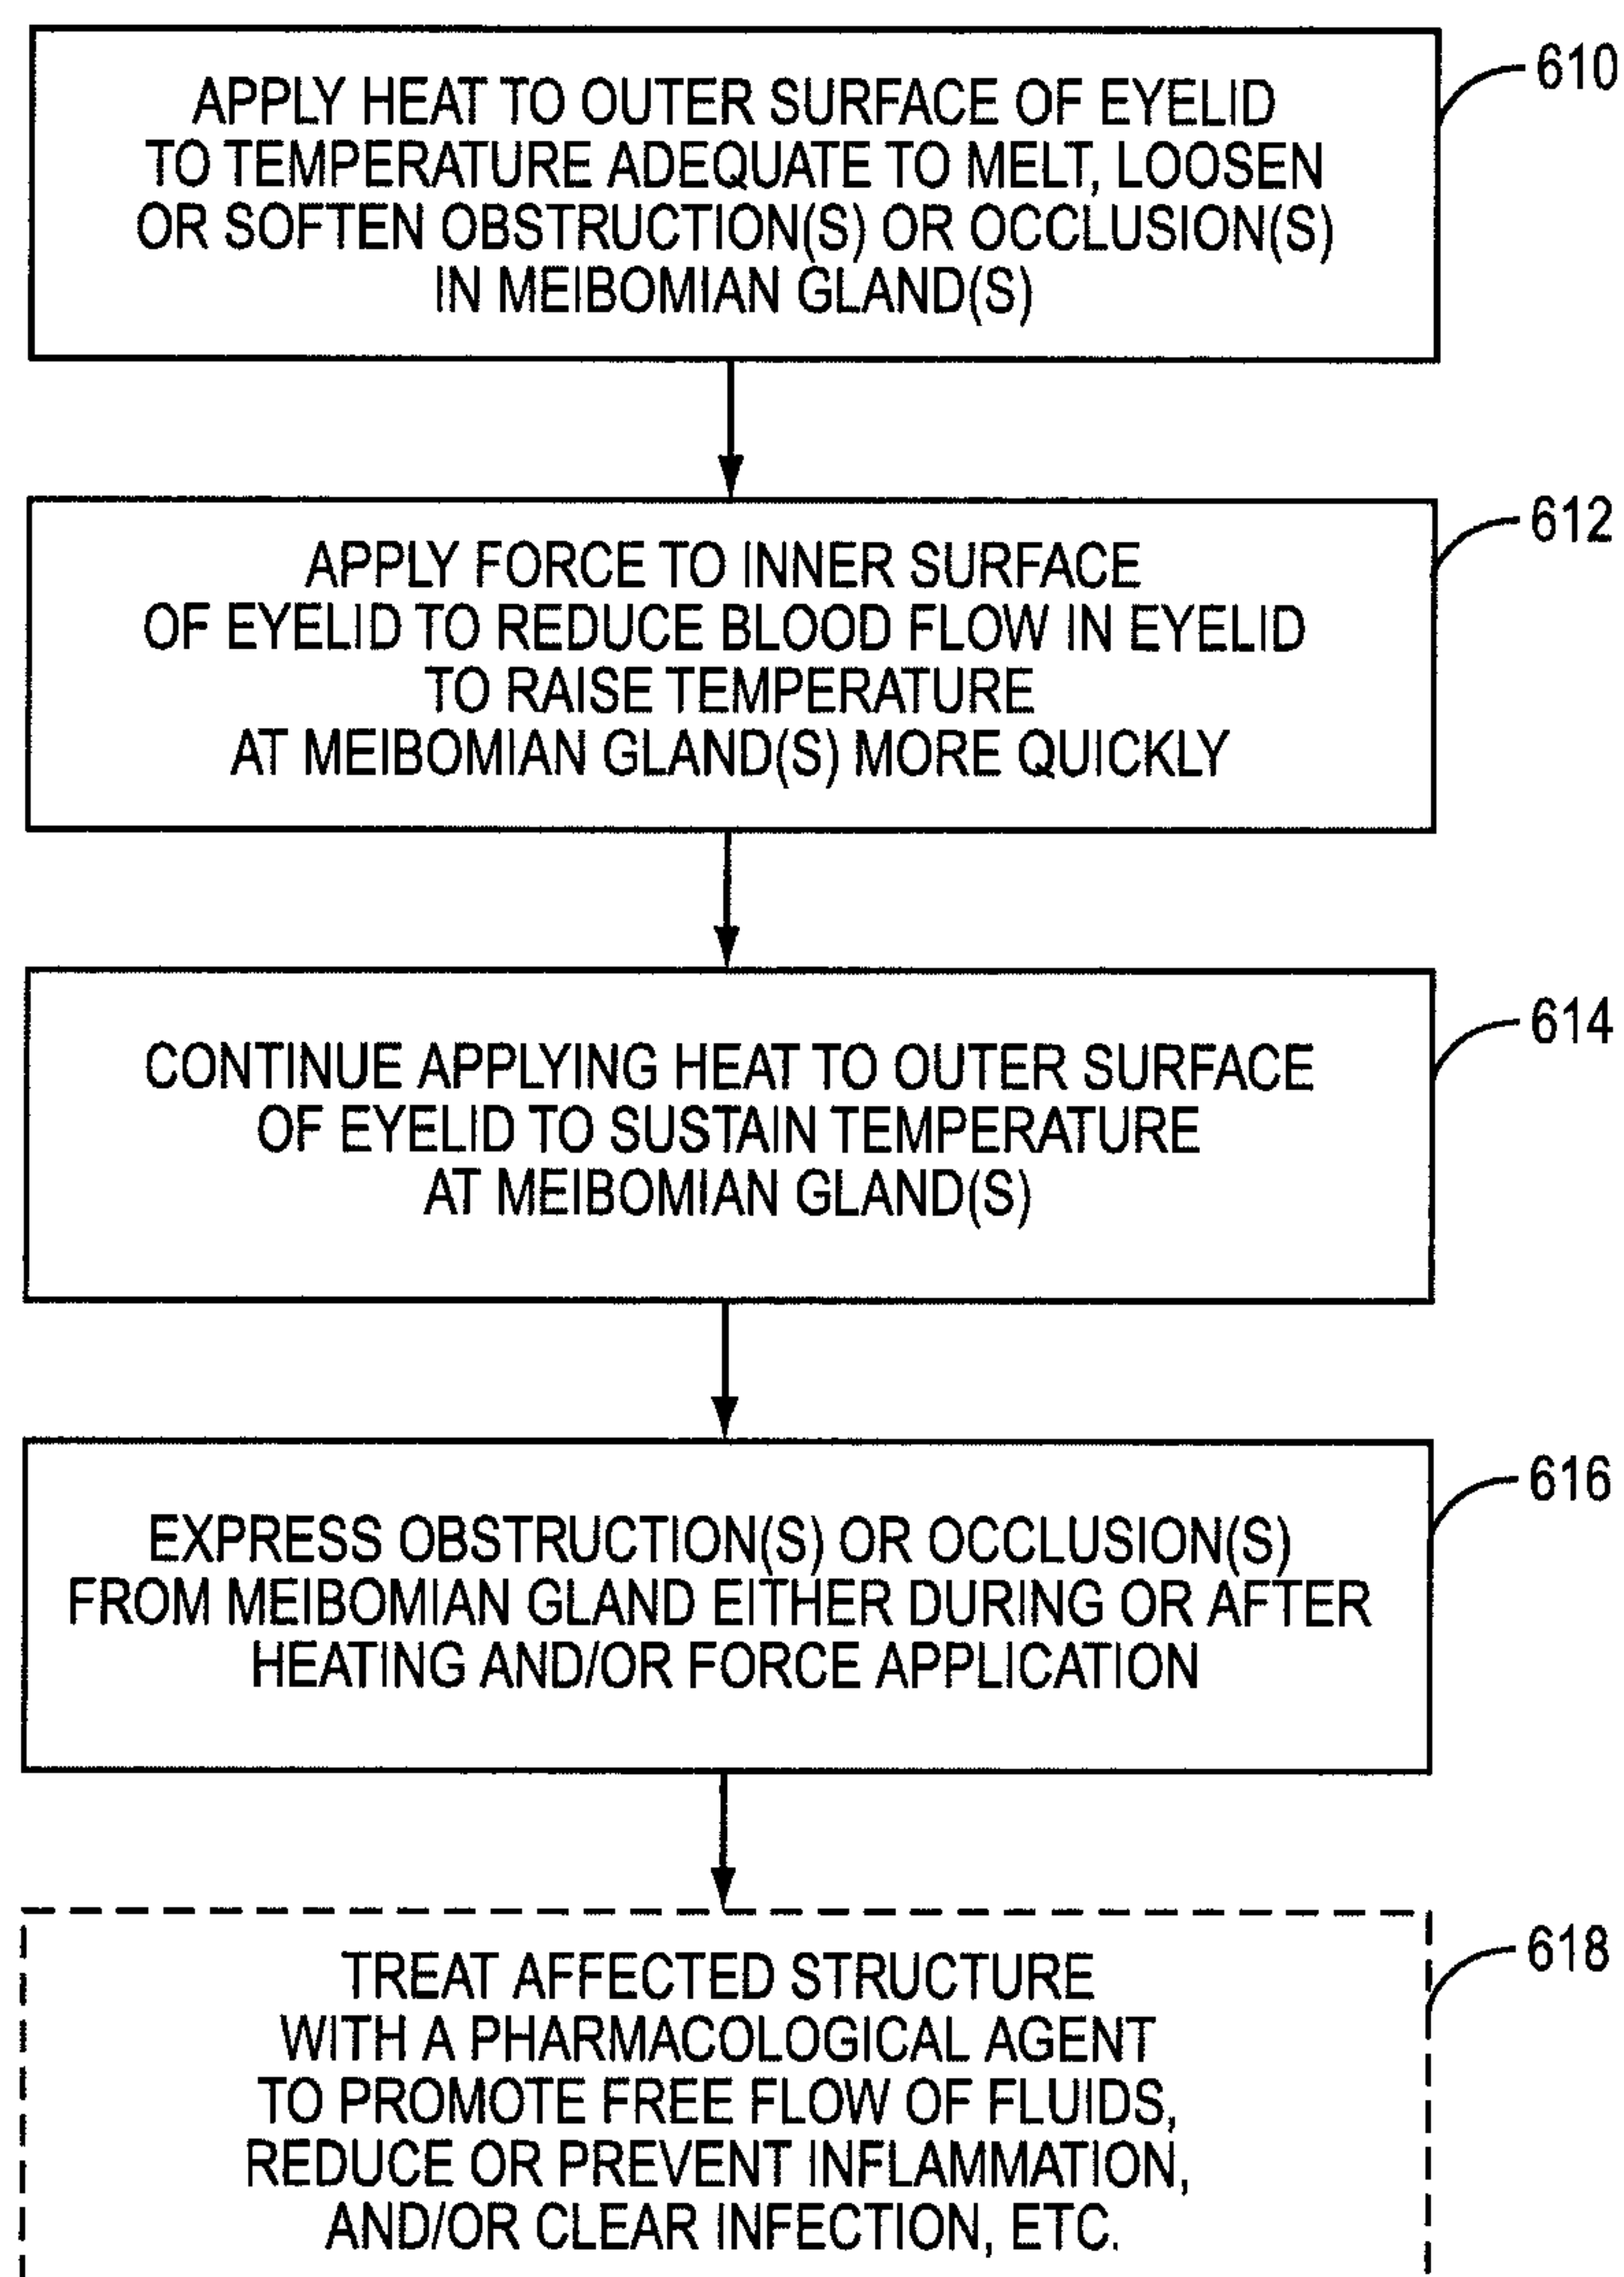 610
APPLY HEAT TO OUTER SURFACE OF EYELID
TO TEMPERATURE ADEQUATE TO MELT, LOOSEN
OR SOFTEN OBSTRUCTION(S) OR OCCLUSION(S)
IN MEIBOMIAN GLAND(S)
612
APPLY FORCE TO INNER SURFACE
OF EYELID TO REDUCE BLOOD FLOW IN EYELID
TO RAISE TEMPERATURE
AT MEIBOMIAN GLAND(S) MORE QUICKLY
614
CONTINUE APPLYING HEAT TO OUTER SURFACE
OF EYELID TO SUSTAIN TEMPERATURE
AT MEIBOMIAN GLAND(S)
616
EXPRESS OBSTRUCTION(S) OR OCCLUSION(S)
FROM MEIBOMIAN GLAND EITHER DURING OR AFTER
HEATING AND/OR FORCE APPLICATION
618
TREAT AFFECTED STRUCTURE
WITH A PHARMACOLOGICAL AGENT
TO PROMOTE FREE FLOW OF FLUIDS,
REDUCE OR PREVENT INFLAMMATION,
AND/OR CLEAR INFECTION, ETC.